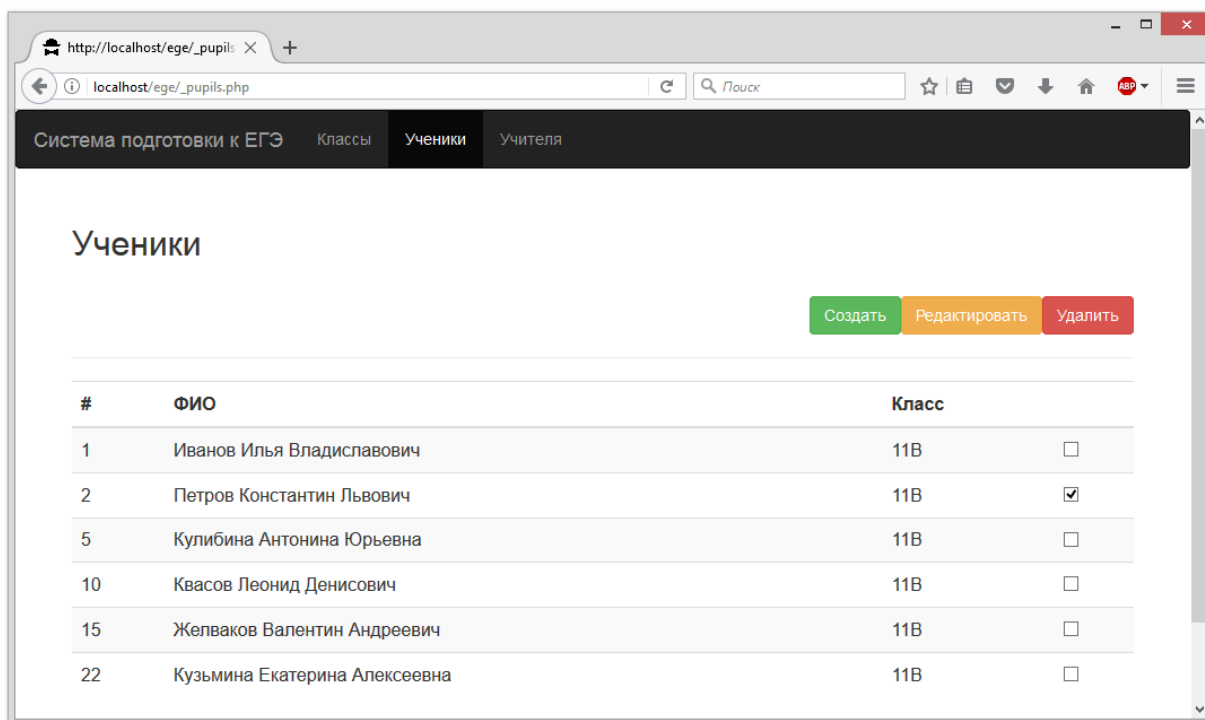 http://localhost/ege/_pupils
localhost/ege/_pupils.php Поиск ABP
Система подготовки к ЕГЭ Классы Ученики Учителя
Ученики
Создать Редактировать Удалить
# ФИО Класс
1 Иванов Илья Владиславович 11В
2 Петров Константин Львович 11В
5 Кулибина Антонина Юрьевна 11В
10 Квасов Леонид Денисович 11В
15 Желваков Валентин Андреевич 11В
22 Кузьмина Екатерина Алексеевна 11В